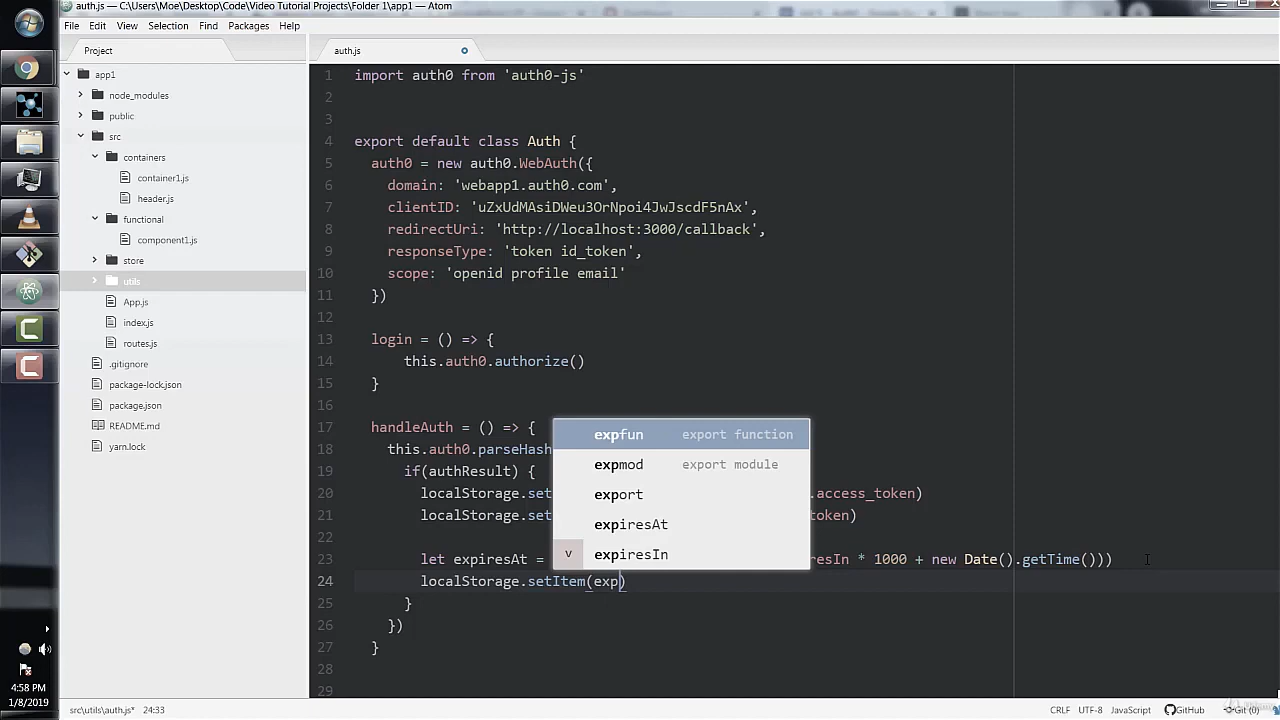 auth.js — C:\Users\Moe\Desktop\Code\Video Tutorial Projects\Folder 1\app1 — Atom
File Edit View Selection Find Packages Help
Project
auth.js
app1
node_modules
public
src
containers
container1.js
header.js
functional
component1.js
store
utils
App.js
index.js
routes.js
.gitignore
package-lock.json
package.json
README.md
yarn.lock
1 import auth0 from 'auth0-js'
2
3
4 export default class Auth {
5 auth0 = new auth0.WebAuth({
6 domain: 'webapp1.auth0.com',
7 clientID: 'uZxUdMAsiDWeu3OrNpoi4JwJscdF5nAx',
8 redirectUri: 'http://localhost:3000/callback',
9 responseType: 'token id_token',
10 scope: 'openid profile email'
11 })
12
13 login = () => {
14 this.auth0.authorize()
15 }
16
17 handleAuth = () => {
18 this.auth0.parseHash
19 if(authResult) {
20 localStorage.set .access_token)
21 localStorage.set token)
22
23 let expiresAt = resIn * 1000 + new Date().getTime()))
24 localStorage.setItem(exp)
25 }
26 })
27 }
28
29
expfun export function
expmod export module
export
expiresAt
v expiresIn
4:58 PM
1/8/2019
src\utils\auth.js* 24:33 CRLF UTF-8 JavaScript GitHub Git (0)